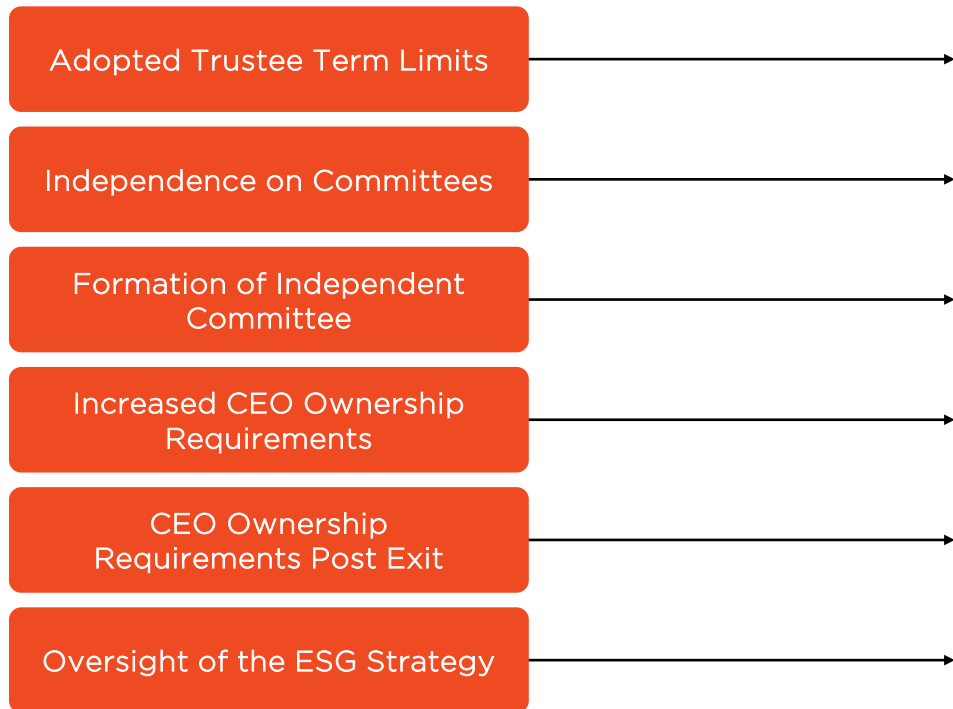 Adopted Trustee Term Limits
Independence on Committees
Formation of Independent
Committee
Increased CEO Ownership
Requirements
CEO Ownership
Requirements Post Exit
Oversight of the ESG Strategy